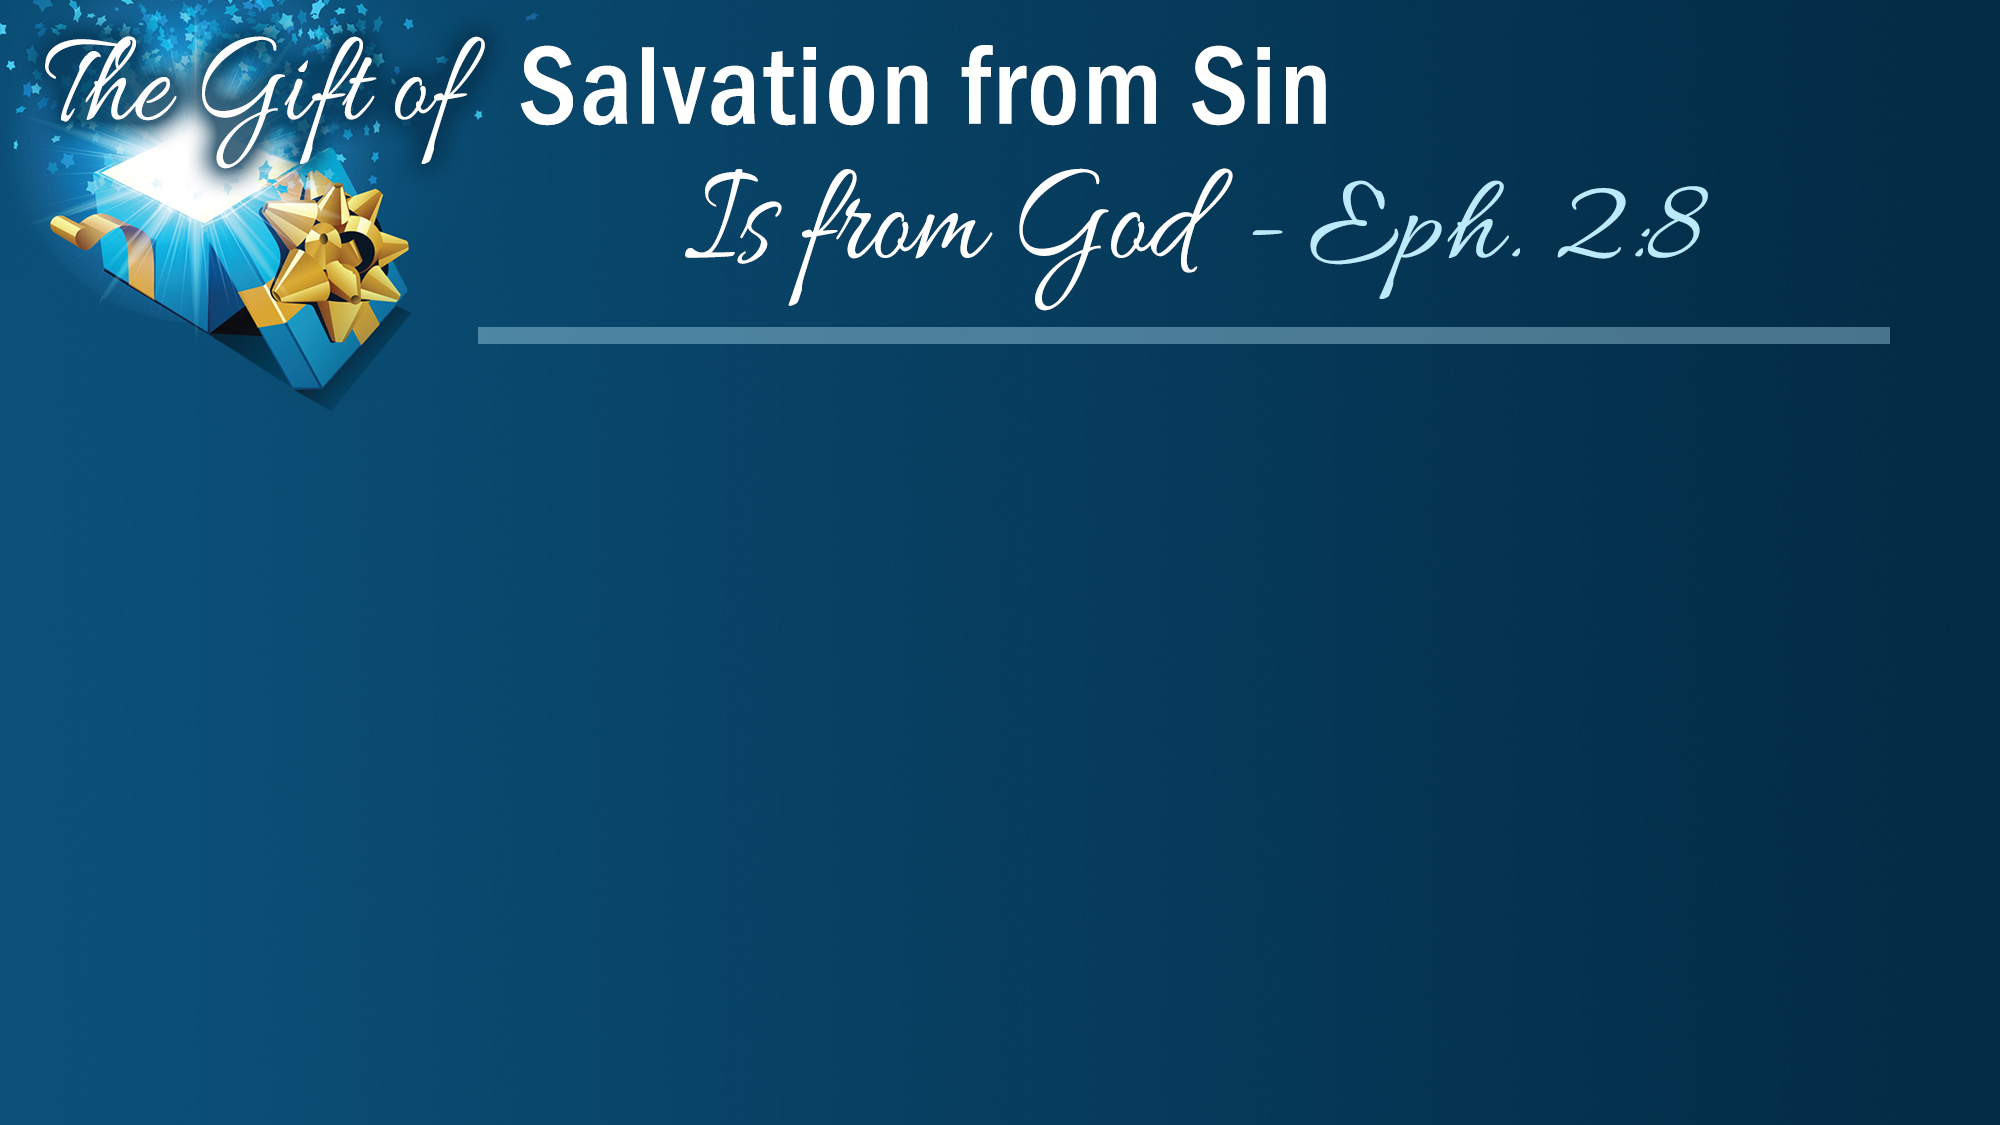 The Gift of Salvation from Sin
Is from God - Eph. 2:8